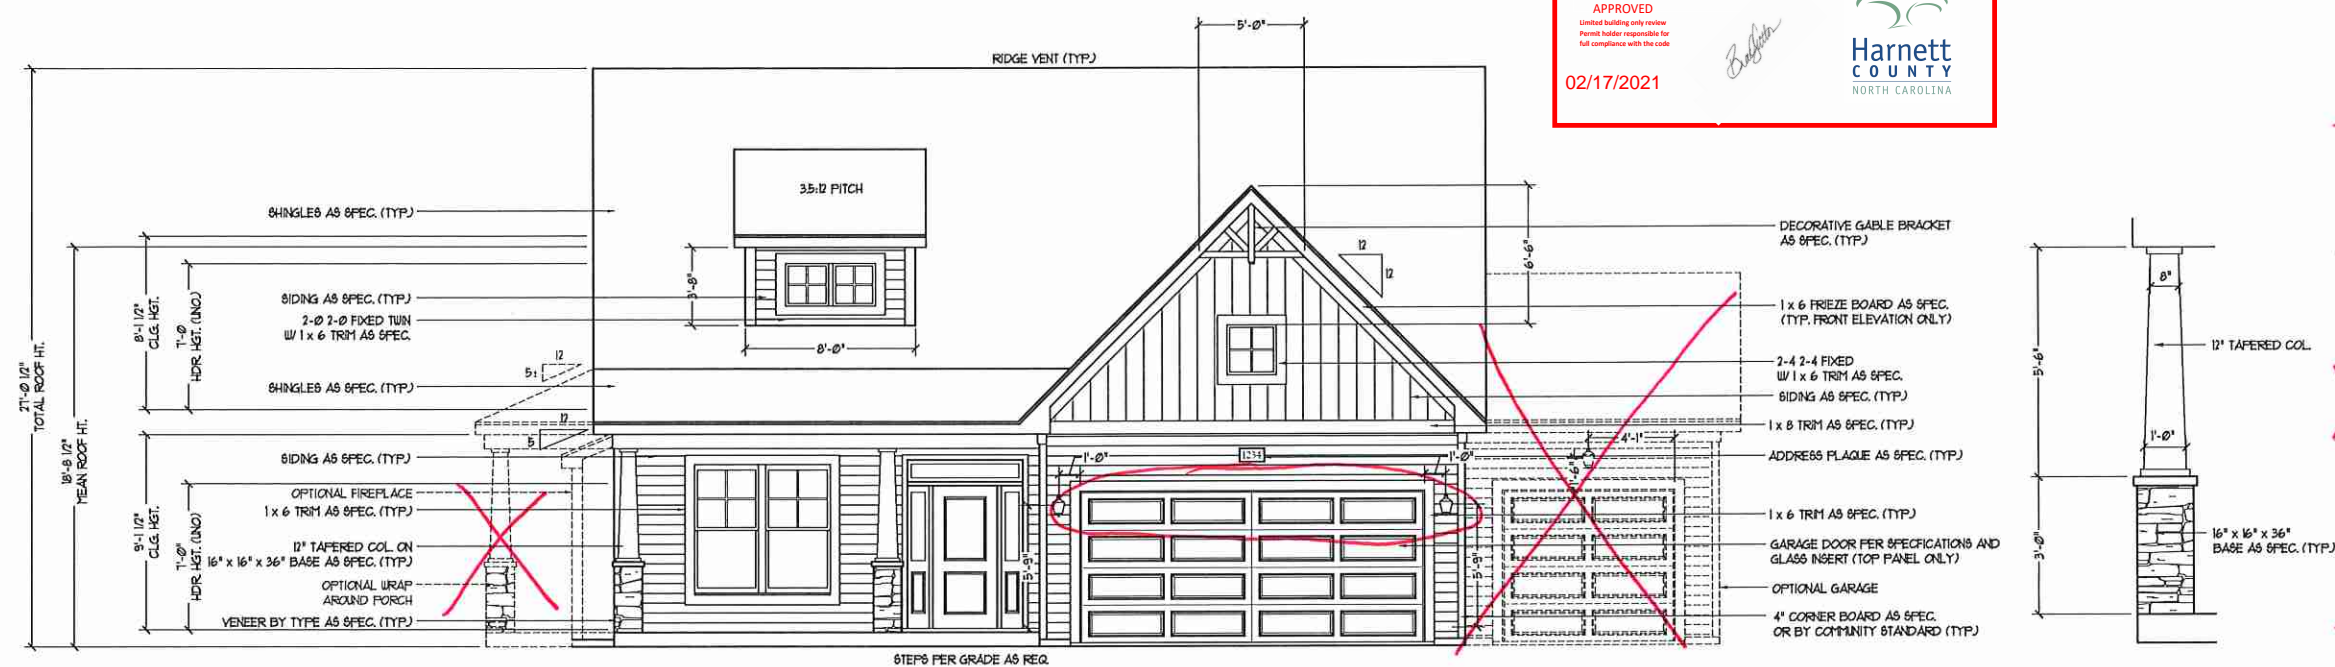 APPROVED
Limited building only review
Permit holder responsible for
full compliance with the code
02/17/2021
Harnett
COUNTY
NORTH CAROLINA
5'-0"
RIDGE VENT (TYP.)
3.5:12 PITCH
SHINGLES AS SPEC. (TYP.)
SIDING AS SPEC. (TYP.)
2-0 2-0 FIXED TWIN
W/ 1 x 6 TRIM AS SPEC.
SHINGLES AS SPEC. (TYP.)
SIDING AS SPEC. (TYP.)
OPTIONAL FIREPLACE
1 x 6 TRIM AS SPEC. (TYP.)
12" TAPERED COL. ON
16" x 16" x 36" BASE AS SPEC. (TYP.)
OPTIONAL WRAP
AROUND PORCH
VENEER BY TYPE AS SPEC. (TYP.)
21'-0 1/2"
TOTAL ROOF HT.
18'-8 1/2"
MEAN ROOF HT.
8'-1 1/2"
CLG. HGT.
7'-0
HDR. HGT. (UNO.)
9'-1 1/2"
CLG. HGT.
7'-0"
HDR. HGT. (UNO)
12
5:
12
5
3'-8"
8'-0"
12
12
6'-6"
1234
1'-0"
1'-0"
5'-9"
5'-9"
4'-1"
DECORATIVE GABLE BRACKET
AS SPEC. (TYP.)
1 x 6 FRIEZE BOARD AS SPEC.
(TYP. FRONT ELEVATION ONLY)
2-4 2-4 FIXED
W/ 1 x 6 TRIM AS SPEC.
SIDING AS SPEC. (TYP.)
1 x 8 TRIM AS SPEC. (TYP.)
ADDRESS PLAQUE AS SPEC. (TYP.)
1 x 6 TRIM AS SPEC. (TYP.)
GARAGE DOOR PER SPECIFICATIONS AND
GLASS INSERT (TOP PANEL ONLY)
OPTIONAL GARAGE
4" CORNER BOARD AS SPEC.
OR BY COMMUNITY STANDARD (TYP.)
STEPS PER GRADE AS REQ.
8"
5'-6"
12" TAPERED COL.
1'-0"
3'-0"
16" x 16" x 36"
BASE AS SPEC. (TYP.)